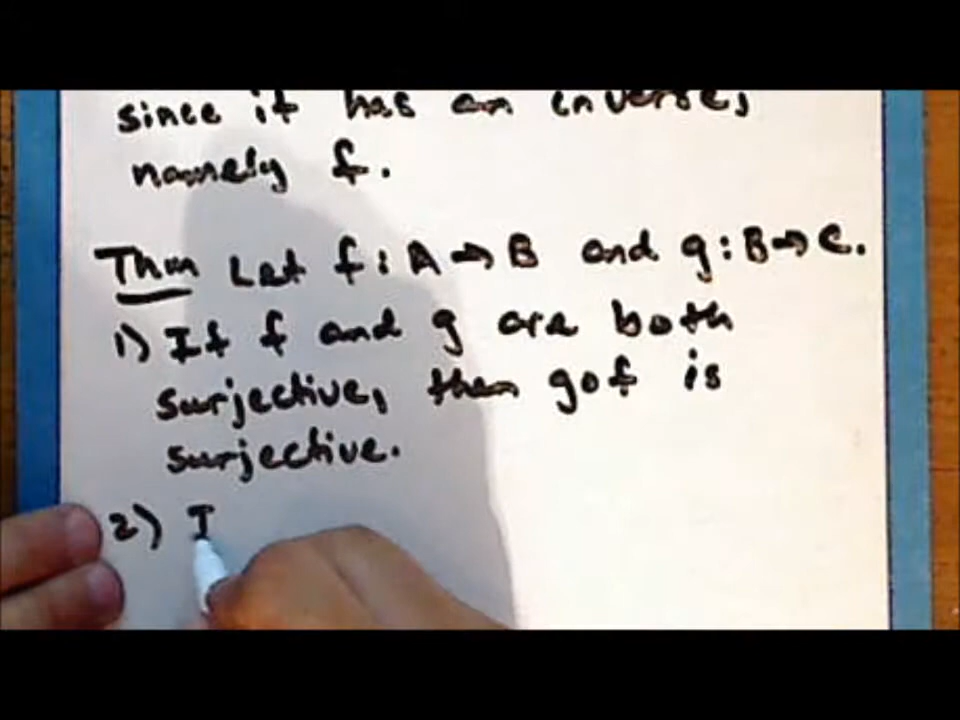 since it has an inverse,
namely f.
Thm Let f : A → B and g : B → C.
1) If f and g are both
surjective, then g∘f is
surjective.
2) I